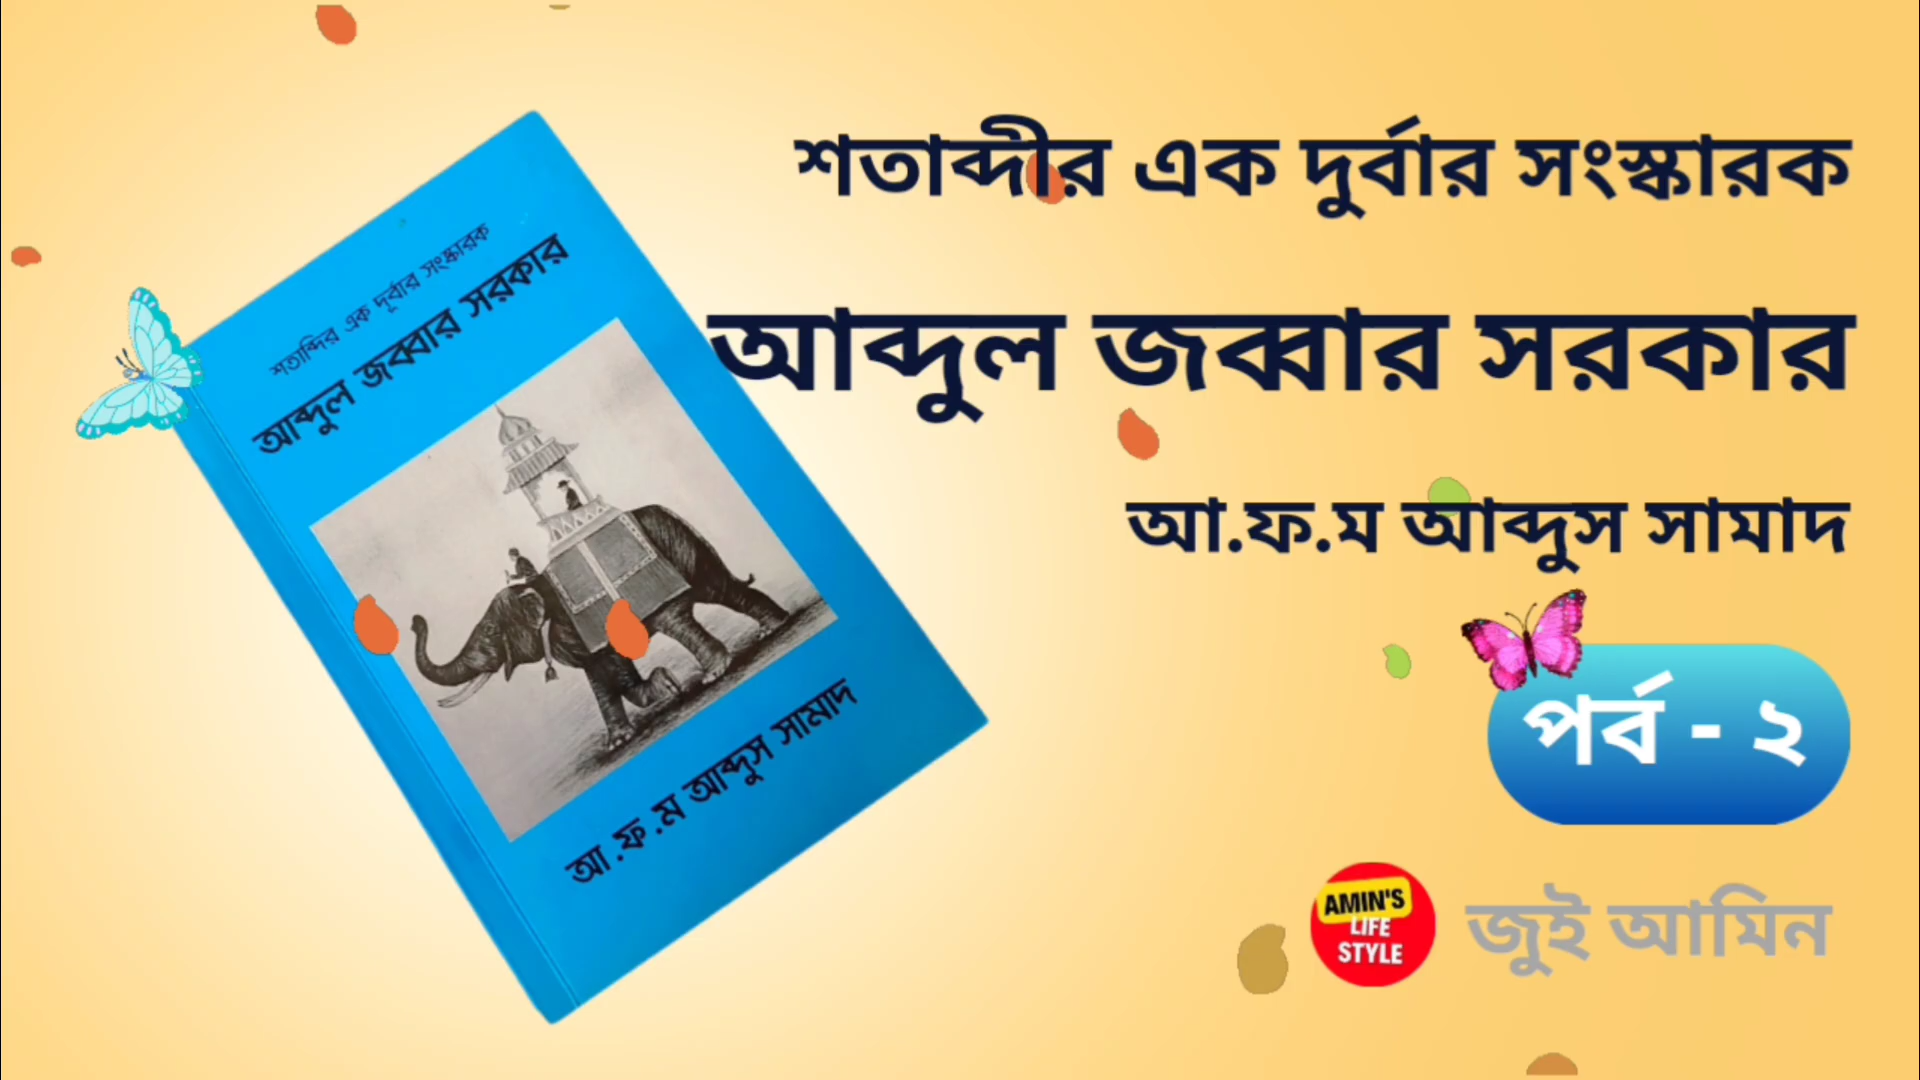 শতাব্দীর এক দুর্বার সংস্কারক
আব্দুল জব্বার সরকার
আ.ফ.ম আব্দুস সামাদ
পর্ব - ২
AMIN'S
LIFE
STYLE
জুই আমিন
শতাব্দির এক দূর্বার সংস্কারক
আব্দুল জব্বার সরকার
আ.ফ.ম আব্দুস সামাদ